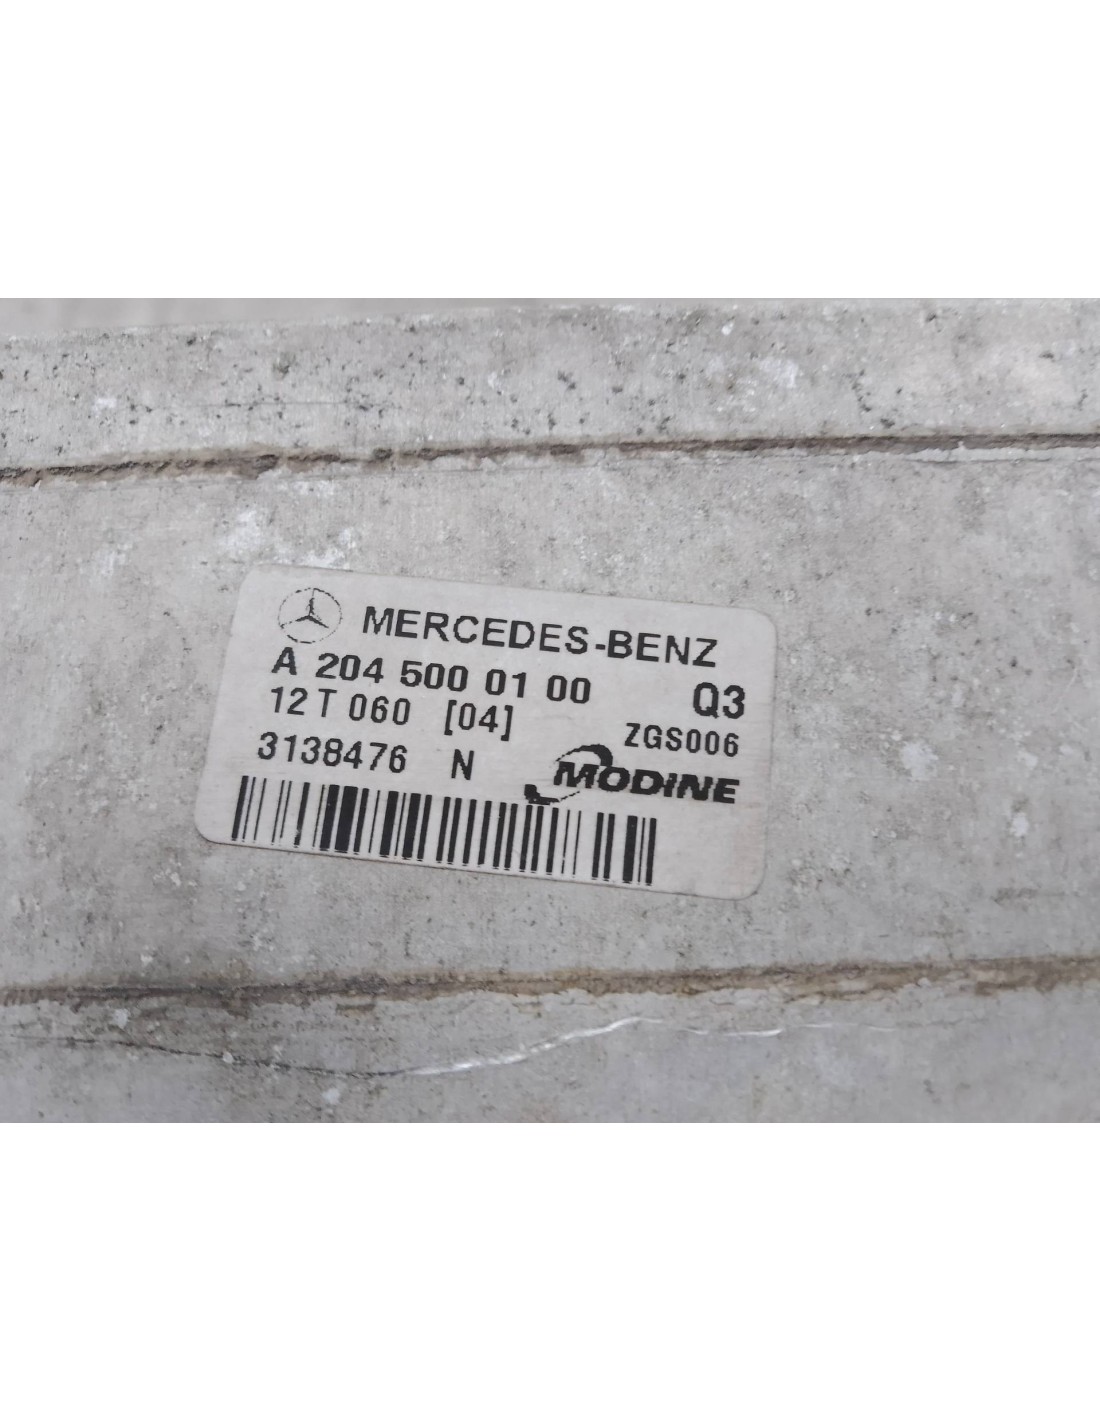 MERCEDES-BENZ
A 204 500 01 00 Q3
12 T 060 [04] ZGS006
3138476 N MODINE